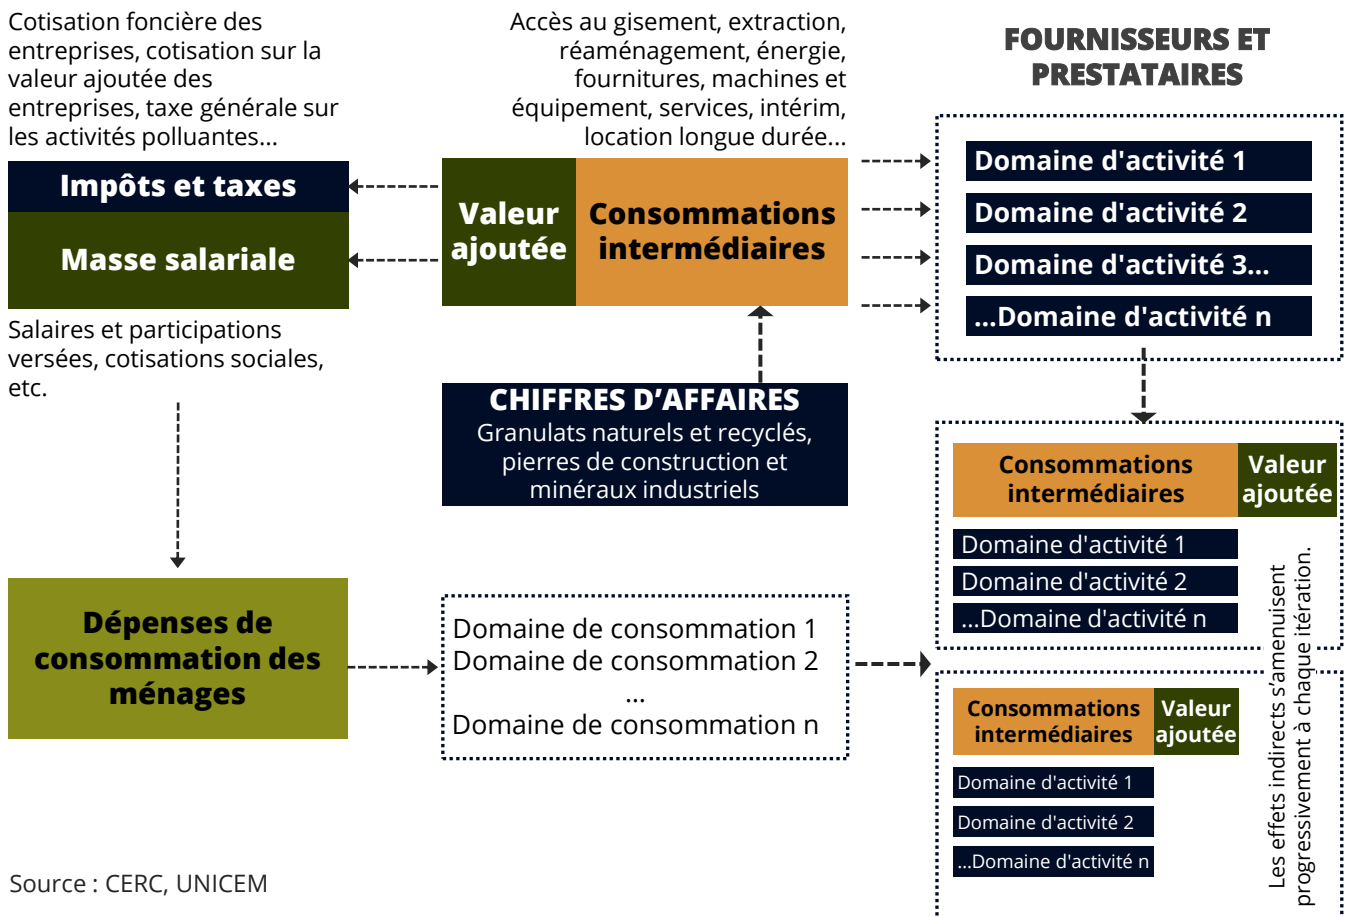 Cotisation foncière des
entreprises, cotisation sur la
valeur ajoutée des
entreprises, taxe générale sur
les activités polluantes...
Impôts et taxes
Masse salariale
Salaires et participations
versées, cotisations sociales,
etc.
Accès au gisement, extraction,
réaménagement, énergie,
fournitures, machines et
équipement, services, intérim,
location longue durée...
Valeur
ajoutée
Consommations
intermédiaires
CHIFFRES D’AFFAIRES
Granulats naturels et recyclés,
pierres de construction et
minéraux industriels
FOURNISSEURS ET
PRESTATAIRES
Domaine d'activité 1
Domaine d'activité 2
Domaine d'activité 3...
...Domaine d'activité n
Consommations
intermédiaires
Valeur
ajoutée
Domaine d'activité 1
Domaine d'activité 2
...Domaine d'activité n
Dépenses de
consommation des
ménages
Domaine de consommation 1
Domaine de consommation 2
...
Domaine de consommation n
Consommations
intermédiaires
Valeur
ajoutée
Domaine d'activité 1
Domaine d'activité 2
...Domaine d'activité n
Les effets indirects s’amenuisent
progressivement à chaque itération.
Source : CERC, UNICEM